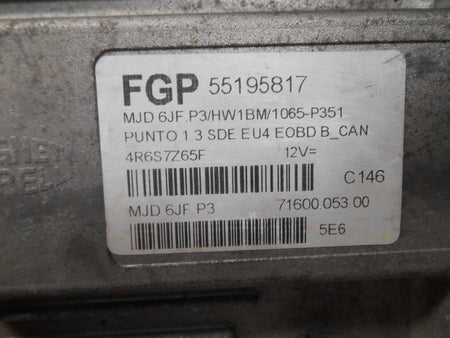 FGP 55195817
MJD 6JF.P3/HW1BM/1065-P351
PUNTO 1.3 SDE EU4 EOBD B_CAN
4R6S7Z65F 12V=
C146
MJD 6JF P3 71600.053.00
5E6